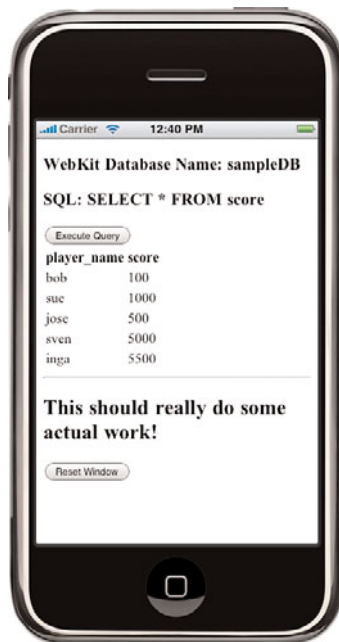 Carrier 12:40 PM
WebKit Database Name: sampleDB
SQL: SELECT * FROM score
Execute Query
player_name score
bob 100
sue 1000
jose 500
sven 5000
inga 5500
This should really do some
actual work!
Reset Window